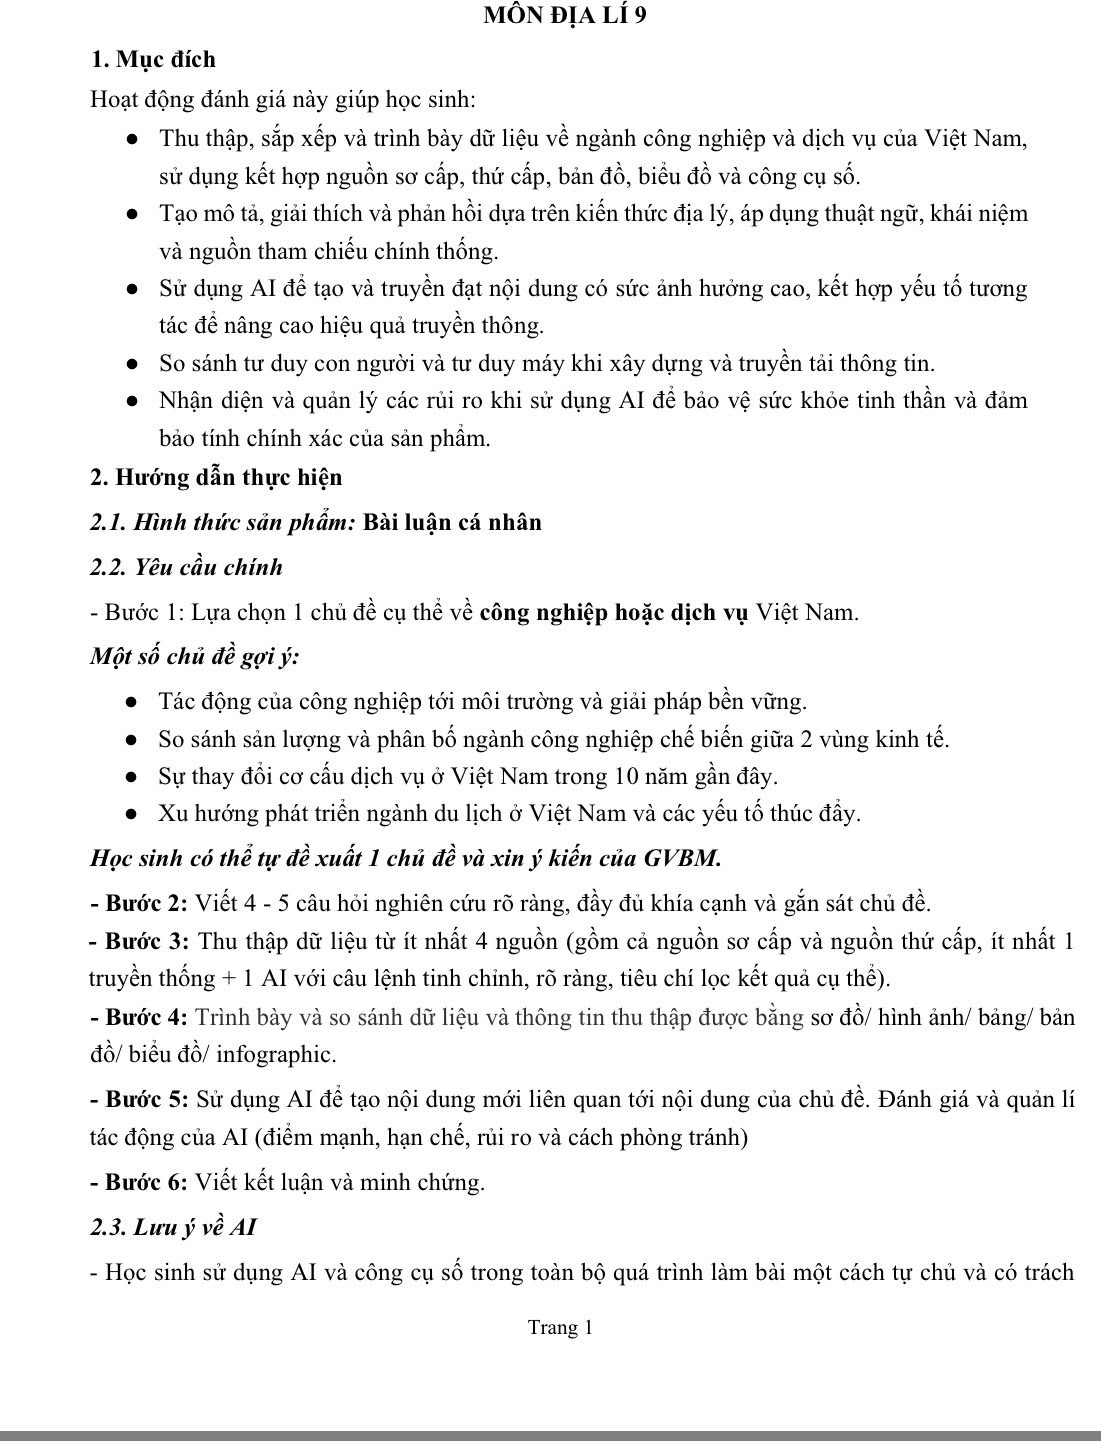 MÔN ĐỊA LÍ 9
1. Mục đích
Hoạt động đánh giá này giúp học sinh:
● Thu thập, sắp xếp và trình bày dữ liệu về ngành công nghiệp và dịch vụ của Việt Nam,
sử dụng kết hợp nguồn sơ cấp, thứ cấp, bản đồ, biểu đồ và công cụ số.
● Tạo mô tả, giải thích và phản hồi dựa trên kiến thức địa lý, áp dụng thuật ngữ, khái niệm
và nguồn tham chiếu chính thống.
● Sử dụng AI để tạo và truyền đạt nội dung có sức ảnh hưởng cao, kết hợp yếu tố tương
tác để nâng cao hiệu quả truyền thông.
● So sánh tư duy con người và tư duy máy khi xây dựng và truyền tải thông tin.
● Nhận diện và quản lý các rủi ro khi sử dụng AI để bảo vệ sức khỏe tinh thần và đảm
bảo tính chính xác của sản phẩm.
2. Hướng dẫn thực hiện
2.1. Hình thức sản phẩm: Bài luận cá nhân
2.2. Yêu cầu chính
- Bước 1: Lựa chọn 1 chủ đề cụ thể về công nghiệp hoặc dịch vụ Việt Nam.
Một số chủ đề gợi ý:
● Tác động của công nghiệp tới môi trường và giải pháp bền vững.
● So sánh sản lượng và phân bố ngành công nghiệp chế biến giữa 2 vùng kinh tế.
● Sự thay đổi cơ cấu dịch vụ ở Việt Nam trong 10 năm gần đây.
● Xu hướng phát triển ngành du lịch ở Việt Nam và các yếu tố thúc đẩy.
Học sinh có thể tự đề xuất 1 chủ đề và xin ý kiến của GVBM.
- Bước 2: Viết 4 - 5 câu hỏi nghiên cứu rõ ràng, đầy đủ khía cạnh và gắn sát chủ đề.
- Bước 3: Thu thập dữ liệu từ ít nhất 4 nguồn (gồm cả nguồn sơ cấp và nguồn thứ cấp, ít nhất 1
truyền thống + 1 AI với câu lệnh tinh chỉnh, rõ ràng, tiêu chí lọc kết quả cụ thể).
- Bước 4: Trình bày và so sánh dữ liệu và thông tin thu thập được bằng sơ đồ/ hình ảnh/ bảng/ bản
đồ/ biểu đồ/ infographic.
- Bước 5: Sử dụng AI để tạo nội dung mới liên quan tới nội dung của chủ đề. Đánh giá và quản lí
tác động của AI (điểm mạnh, hạn chế, rủi ro và cách phòng tránh)
- Bước 6: Viết kết luận và minh chứng.
2.3. Lưu ý về AI
- Học sinh sử dụng AI và công cụ số trong toàn bộ quá trình làm bài một cách tự chủ và có trách
Trang 1